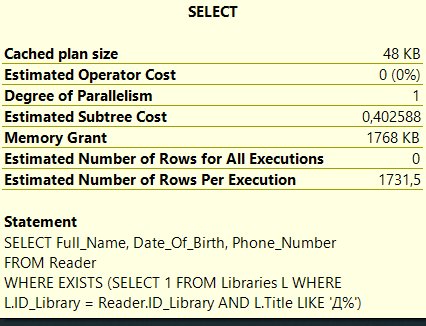 SELECT
Cached plan size 48 KB
Estimated Operator Cost 0 (0%)
Degree of Parallelism 1
Estimated Subtree Cost 0,402588
Memory Grant 1768 KB
Estimated Number of Rows for All Executions 0
Estimated Number of Rows Per Execution 1731,5
Statement
SELECT Full_Name, Date_Of_Birth, Phone_Number
FROM Reader
WHERE EXISTS (SELECT 1 FROM Libraries L WHERE
L.ID_Library = Reader.ID_Library AND L.Title LIKE 'Д%')